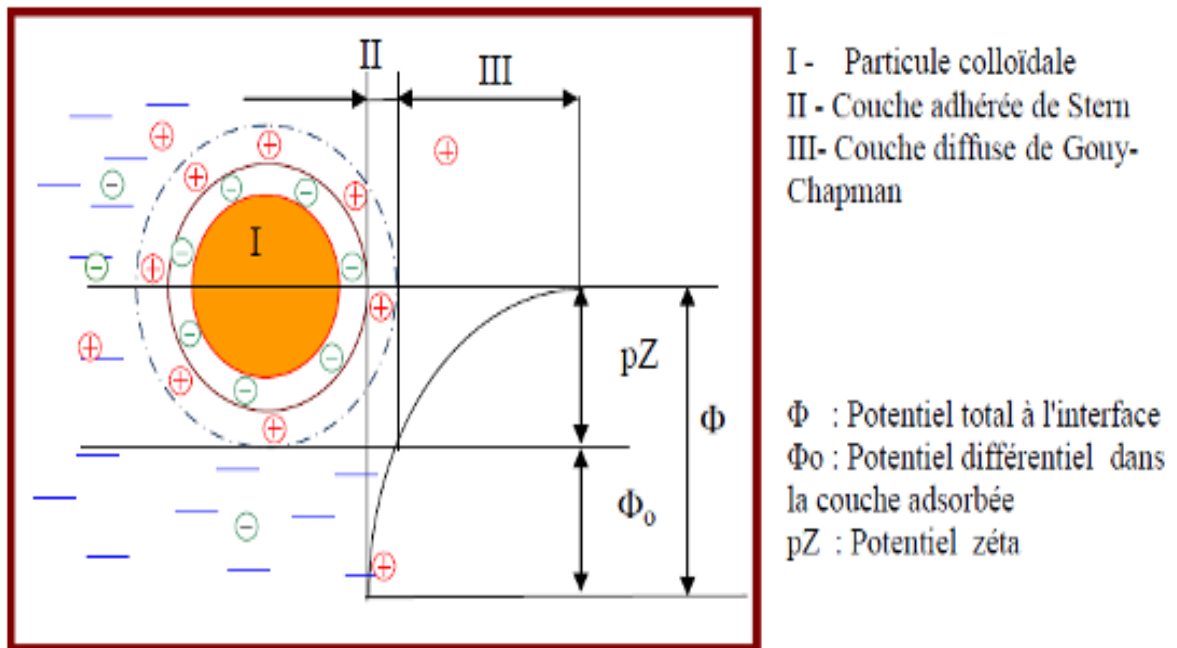 II
III
I
pZ
Φ
Φo
I - Particule colloïdale
II - Couche adhérée de Stern
III- Couche diffuse de Gouy-
Chapman
Φ : Potentiel total à l'interface
Φo : Potentiel différentiel dans
la couche adsorbée
pZ : Potentiel zéta